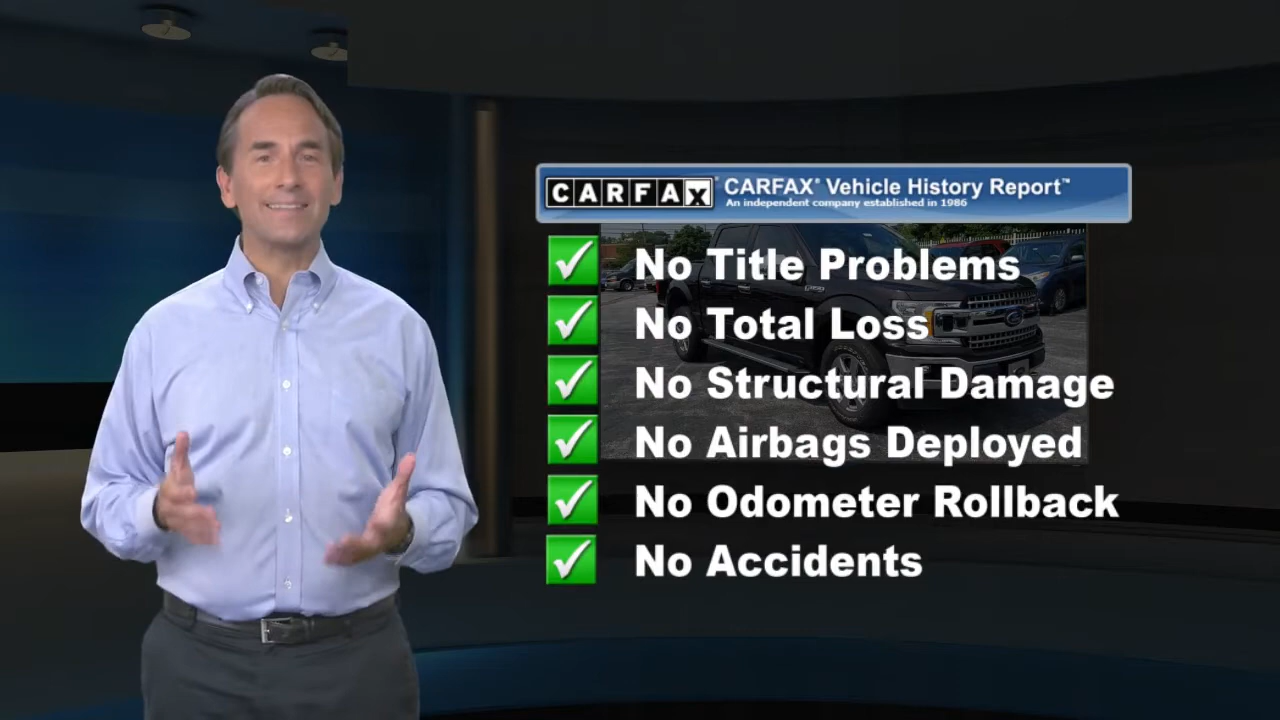 CARFAX® CARFAX® Vehicle History Report™
An independent company established in 1986
No Title Problems
No Total Loss
No Structural Damage
No Airbags Deployed
No Odometer Rollback
No Accidents